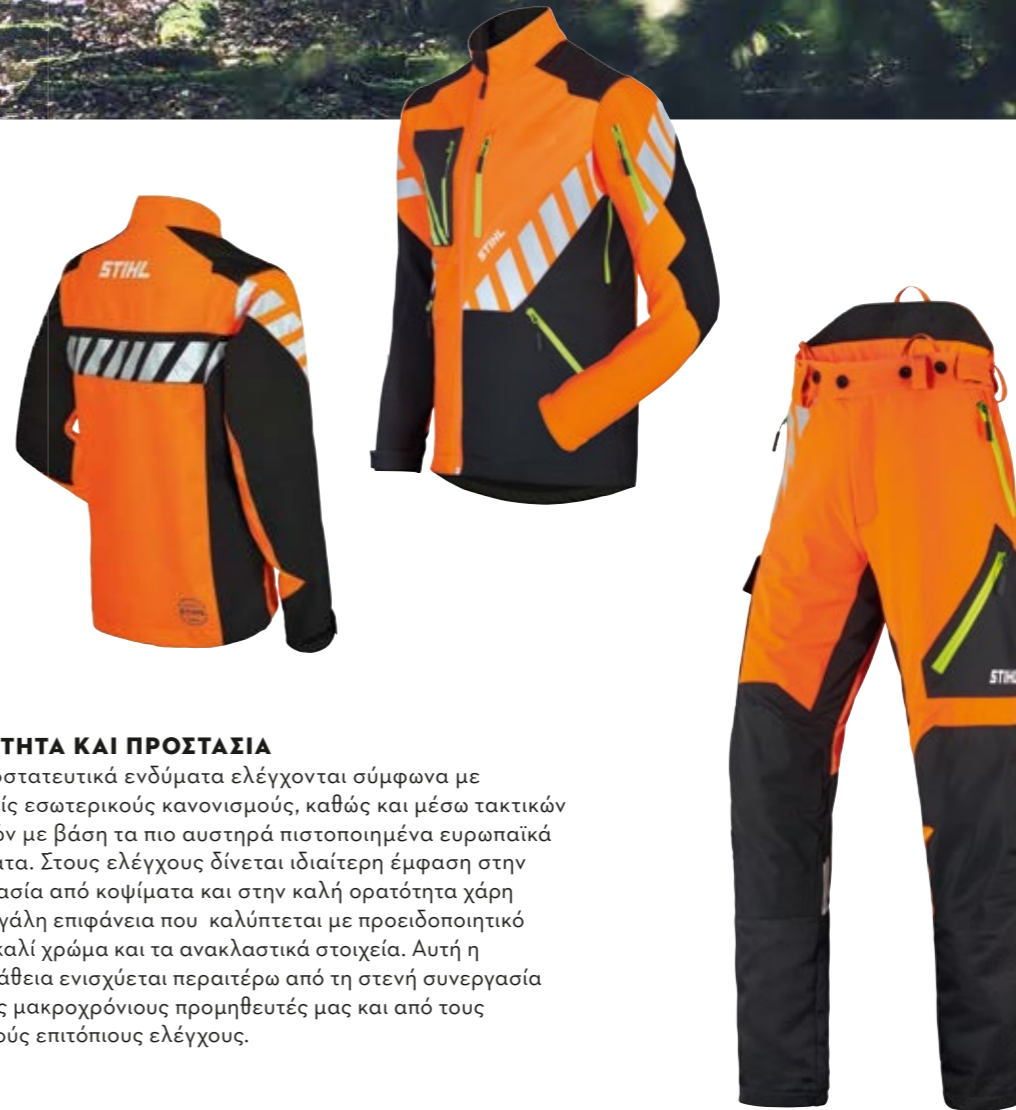 STIHL
STIHL
STIHL
STIHL
ΤΗΤΑ ΚΑΙ ΠΡΟΣΤΑΣΙΑ
οστατευτικά ενδύματα ελέγχονται σύμφωνα με
είς εσωτερικούς κανονισμούς, καθώς και μέσω τακτικών
ών με βάση τα πιο αυστηρά πιστοποιημένα ευρωπαϊκά
ατα. Στους ελέγχους δίνεται ιδιαίτερη έμφαση στην
ασία από κοψίματα και στην καλή ορατότητα χάρη
γάλη επιφάνεια που καλύπτεται με προειδοποιητικό
καλί χρώμα και τα ανακλαστικά στοιχεία. Αυτή η
άθεια ενισχύεται περαιτέρω από τη στενή συνεργασία
ς μακροχρόνιους προμηθευτές μας και από τους
ούς επιτόπιους ελέγχους.